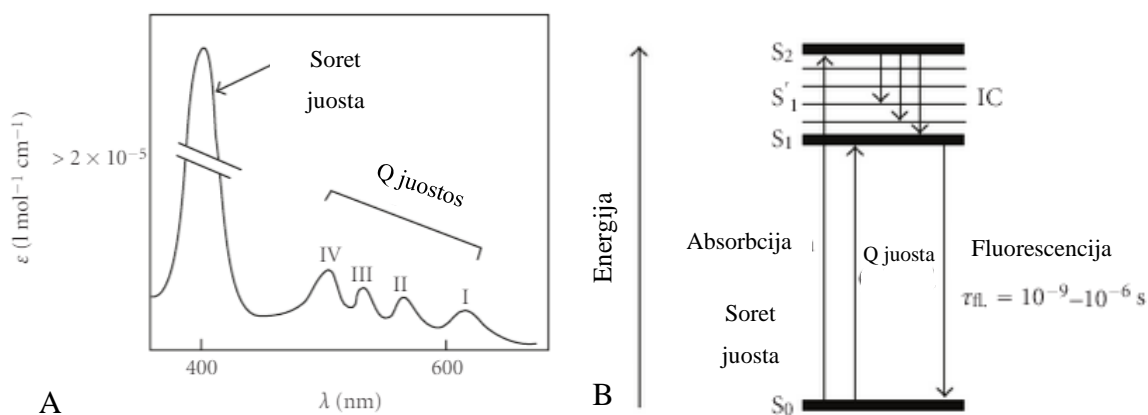 Soret
juosta
> 2 × 10⁻⁵
ε (l mol⁻¹ cm⁻¹)
Q juostos
IV
III
II
I
400
600
λ (nm)
A
Energija
S₂
S'₁
IC
S₁
Absorbcija
Q juosta
Fluorescencija
τfl. = 10⁻⁹–10⁻⁶ s
Soret
juosta
S₀
B